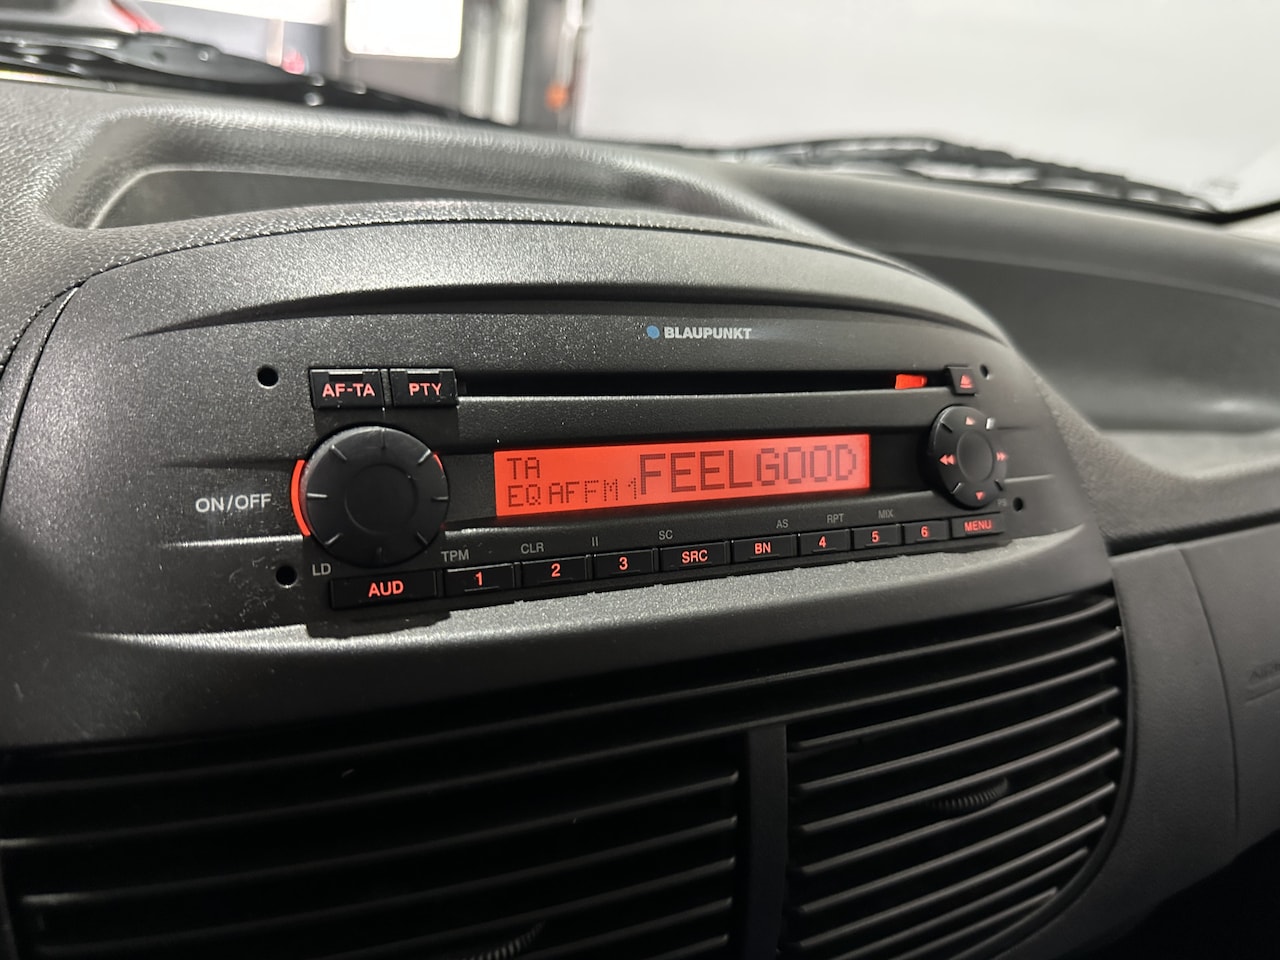 BLAUPUNKT
AF-TA PTY
TA
EQ AF FM 1 FEELGOOD
ON/OFF
TPM CLR II SC AS RPT MIX PS
LD
AUD 1 2 3 SRC BN 4 5 6 MENU